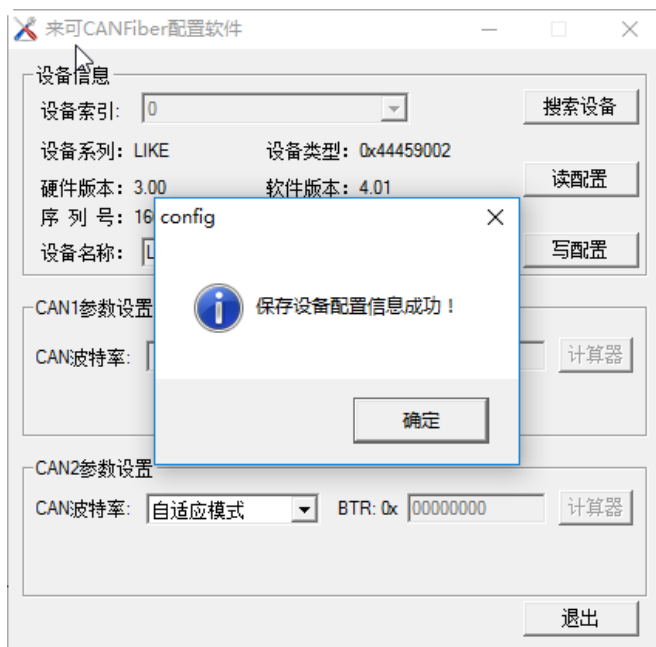 来可CANFiber配置软件
设备信息
设备索引: 0
搜索设备
设备系列: LIKE 设备类型: 0x44459002
读配置
硬件版本: 3.00 软件版本: 4.01
序 列 号:
config
设备名称:
写配置
保存设备配置信息成功！
CAN1参数设置
CAN波特率:
计算器
确定
CAN2参数设置
CAN波特率: 自适应模式 BTR: 0x 00000000 计算器
退出